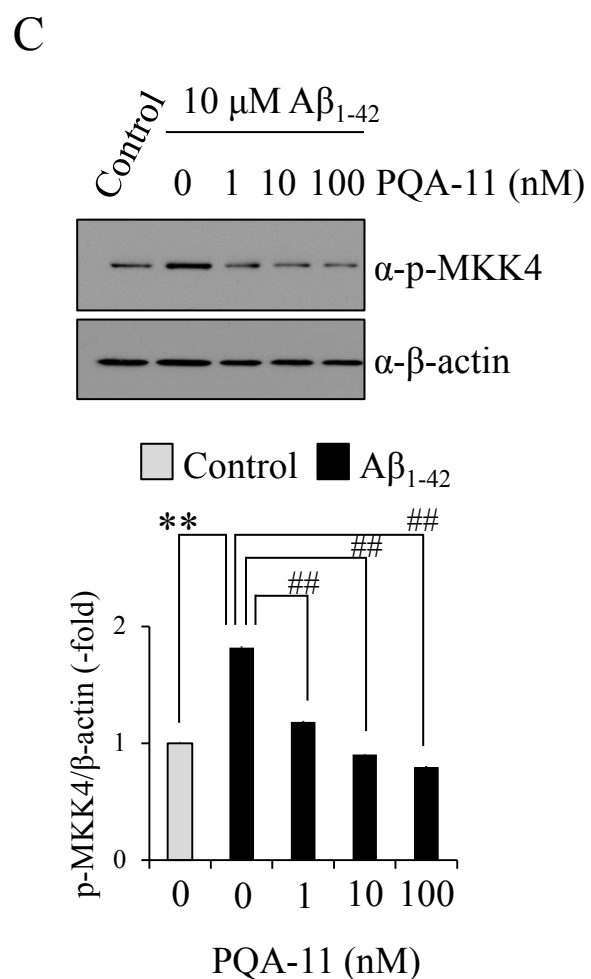 C
Control
10 μM Aβ1-42
0 1 10 100 PQA-11 (nM)
α-p-MKK4
α-β-actin
Control Aβ1-42
** ##
##
##
2
1
0
p-MKK4/β-actin (-fold)
0 0 1 10 100
PQA-11 (nM)